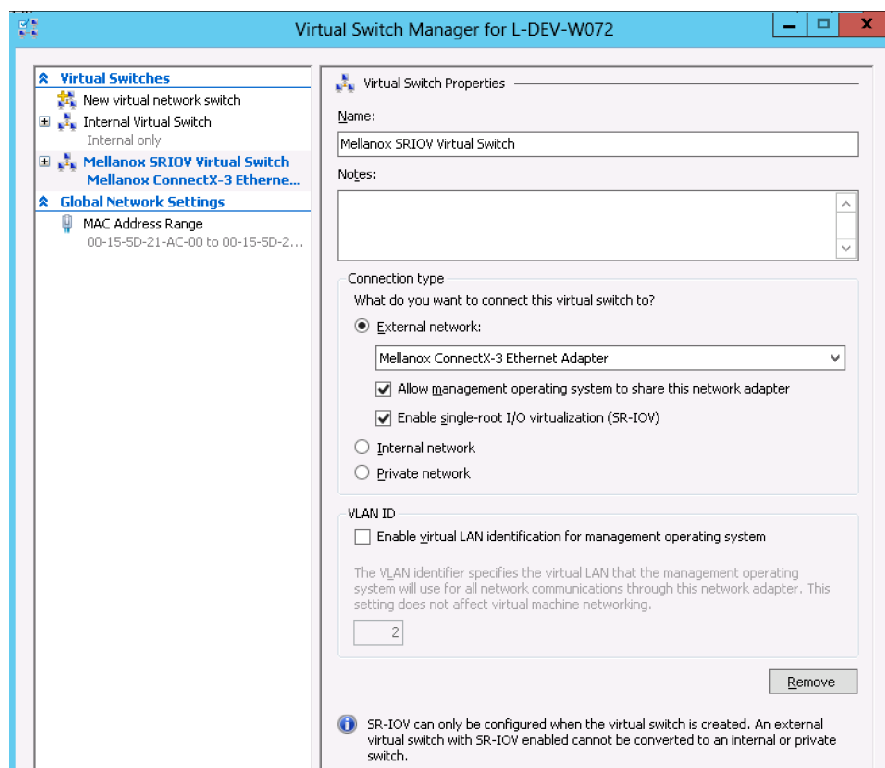 Virtual Switch Manager for L-DEV-W072
Virtual Switches
New virtual network switch
Internal Virtual Switch
Internal only
Mellanox SRIOV Virtual Switch
Mellanox ConnectX-3 Etherne...
Global Network Settings
MAC Address Range
00-15-5D-21-AC-00 to 00-15-5D-2...
Virtual Switch Properties
Name:
Mellanox SRIOV Virtual Switch
Notes:
Connection type
What do you want to connect this virtual switch to?
External network:
Mellanox ConnectX-3 Ethernet Adapter
Allow management operating system to share this network adapter
Enable single-root I/O virtualization (SR-IOV)
Internal network
Private network
VLAN ID
Enable virtual LAN identification for management operating system
The VLAN identifier specifies the virtual LAN that the management operating
system will use for all network communications through this network adapter. This
setting does not affect virtual machine networking.
2
Remove
SR-IOV can only be configured when the virtual switch is created. An external
virtual switch with SR-IOV enabled cannot be converted to an internal or private
switch.